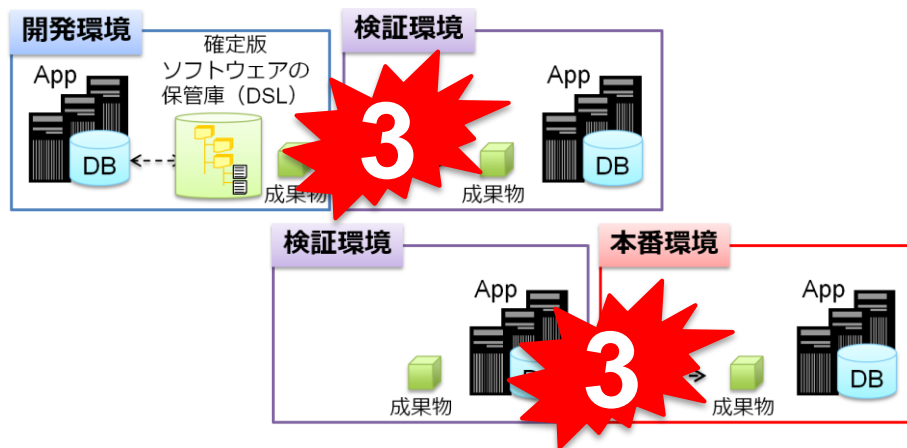 開発環境
確定版
ソフトウェアの
保管庫（DSL）
App
DB
成果物
3
検証環境
App
成果物
DB
検証環境
App
成果物
3
本番環境
App
成果物
DB